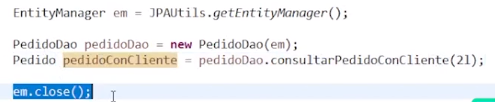 EntityManager em = JPAUtils.getEntityManager();
PedidoDao pedidoDao = new PedidoDao(em);
Pedido pedidoConCliente = pedidoDao.consultarPedidoConCliente(2l);
em.close();